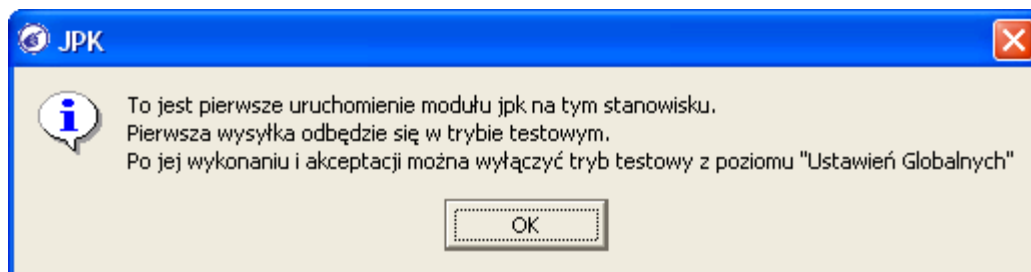 JPK
To jest pierwsze uruchomienie modułu jpk na tym stanowisku.
Pierwsza wysyłka odbędzie się w trybie testowym.
Po jej wykonaniu i akceptacji można wyłączyć tryb testowy z poziomu "Ustawień Globalnych"
OK